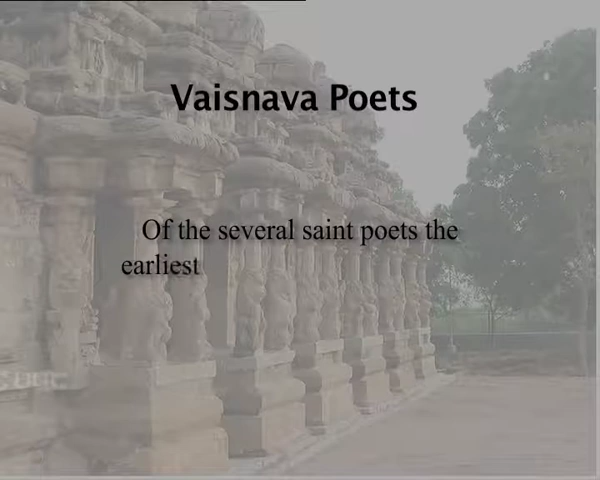 Vaisnava Poets
Of the several saint poets the
earliest